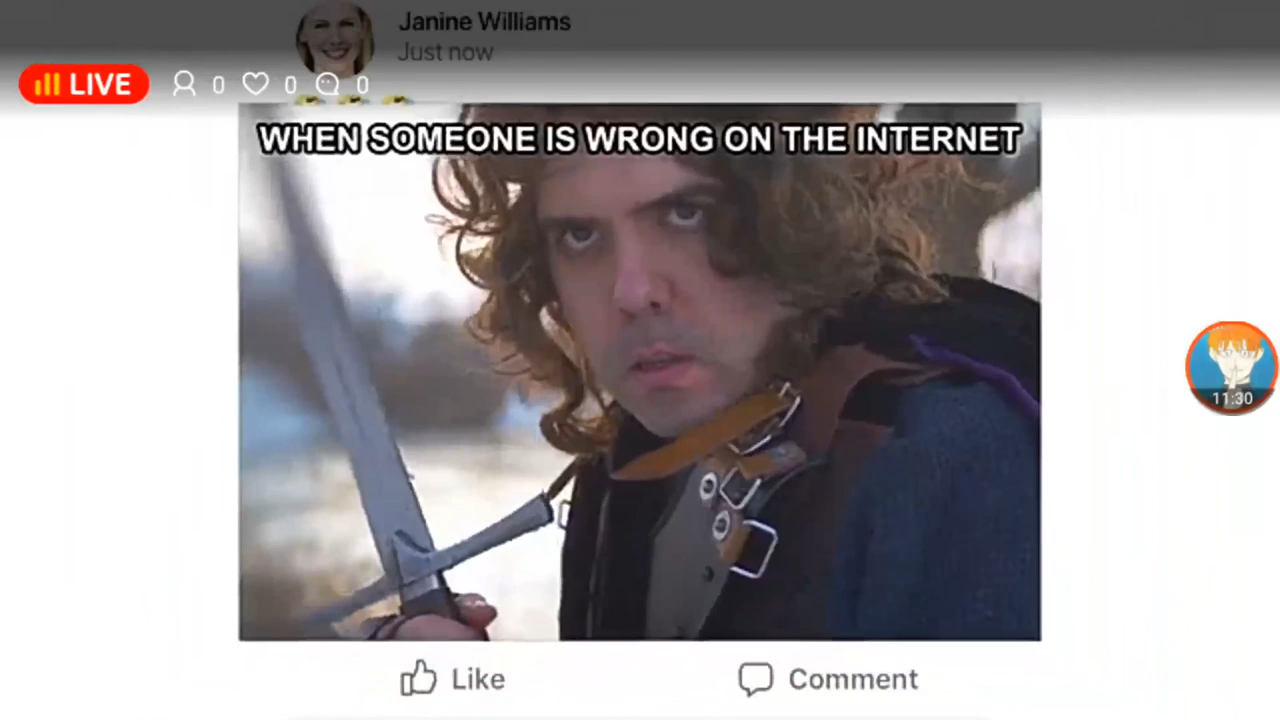 Janine Williams
Just now
LIVE 0 0 0
WHEN SOMEONE IS WRONG ON THE INTERNET
11:30
Like Comment